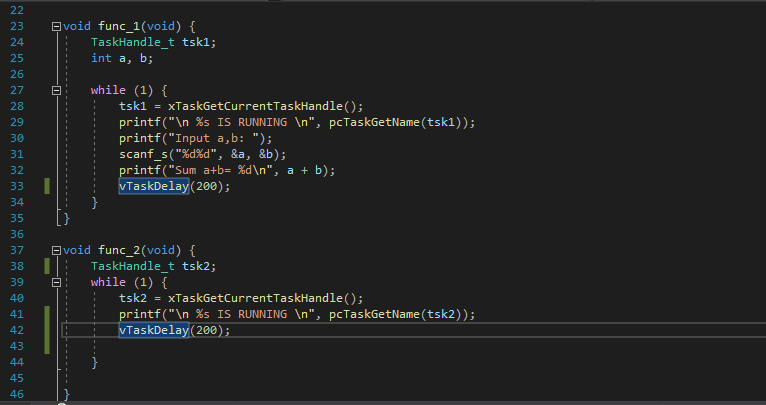 22
23 void func_1(void) {
24 TaskHandle_t tsk1;
25 int a, b;
26
27 while (1) {
28 tsk1 = xTaskGetCurrentTaskHandle();
29 printf("\n %s IS RUNNING \n", pcTaskGetName(tsk1));
30 printf("Input a,b: ");
31 scanf_s("%d%d", &a, &b);
32 printf("Sum a+b= %d\n", a + b);
33 vTaskDelay(200);
34 }
35 }
36
37 void func_2(void) {
38 TaskHandle_t tsk2;
39 while (1) {
40 tsk2 = xTaskGetCurrentTaskHandle();
41 printf("\n %s IS RUNNING \n", pcTaskGetName(tsk2));
42 vTaskDelay(200);
43
44 }
45
46 }